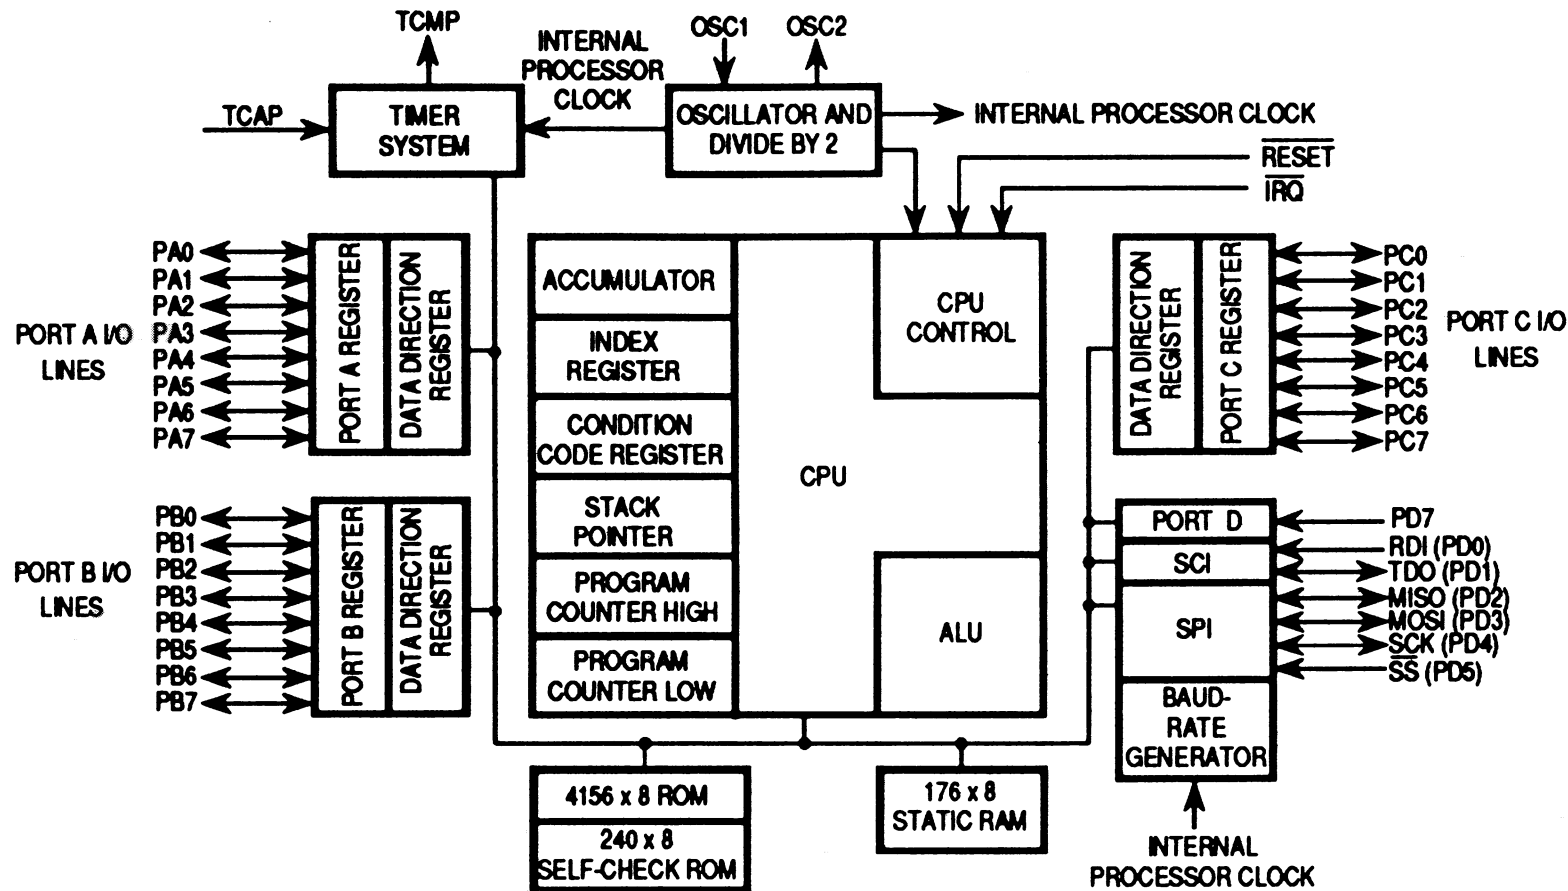 TCMP
OSC1
OSC2
INTERNAL
PROCESSOR
CLOCK
TCAP
TIMER
SYSTEM
OSCILLATOR AND
DIVIDE BY 2
INTERNAL PROCESSOR CLOCK
RESET
IRQ
PORT A I/O
LINES
PA0
PA1
PA2
PA3
PA4
PA5
PA6
PA7
PORT A REGISTER
DATA DIRECTION
REGISTER
PORT B I/O
LINES
PB0
PB1
PB2
PB3
PB4
PB5
PB6
PB7
PORT B REGISTER
DATA DIRECTION
REGISTER
ACCUMULATOR
INDEX
REGISTER
CONDITION
CODE REGISTER
STACK
POINTER
PROGRAM
COUNTER HIGH
PROGRAM
COUNTER LOW
CPU
CPU
CONTROL
ALU
DATA DIRECTION
REGISTER
PORT C REGISTER
PC0
PC1
PC2
PC3
PC4
PC5
PC6
PC7
PORT C I/O
LINES
PORT D
SCI
SPI
BAUD-
RATE
GENERATOR
PD7
RDI (PD0)
TDO (PD1)
MISO (PD2)
MOSI (PD3)
SCK (PD4)
SS (PD5)
4156 x 8 ROM
240 x 8
SELF-CHECK ROM
176 x 8
STATIC RAM
INTERNAL
PROCESSOR CLOCK